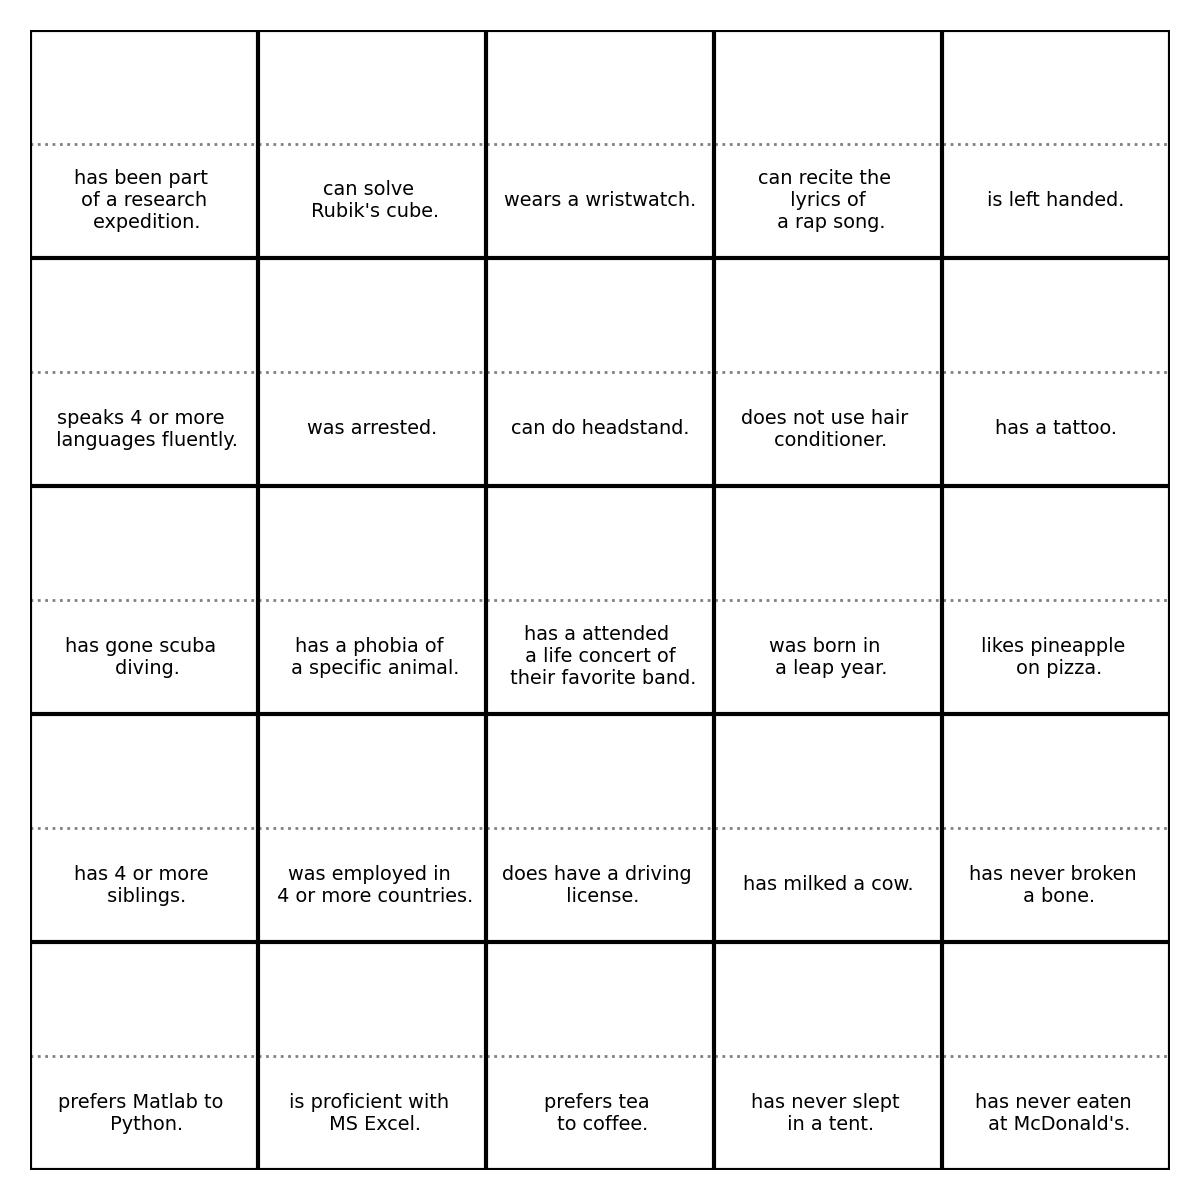 has been part
of a research
expedition.
can solve
Rubik's cube.
wears a wristwatch.
can recite the
lyrics of
a rap song.
is left handed.
speaks 4 or more
languages fluently.
was arrested.
can do headstand.
does not use hair
conditioner.
has a tattoo.
has gone scuba
diving.
has a phobia of
a specific animal.
has a attended
a life concert of
their favorite band.
was born in
a leap year.
likes pineapple
on pizza.
has 4 or more
siblings.
was employed in
4 or more countries.
does have a driving
license.
has milked a cow.
has never broken
a bone.
prefers Matlab to
Python.
is proficient with
MS Excel.
prefers tea
to coffee.
has never slept
in a tent.
has never eaten
at McDonald's.